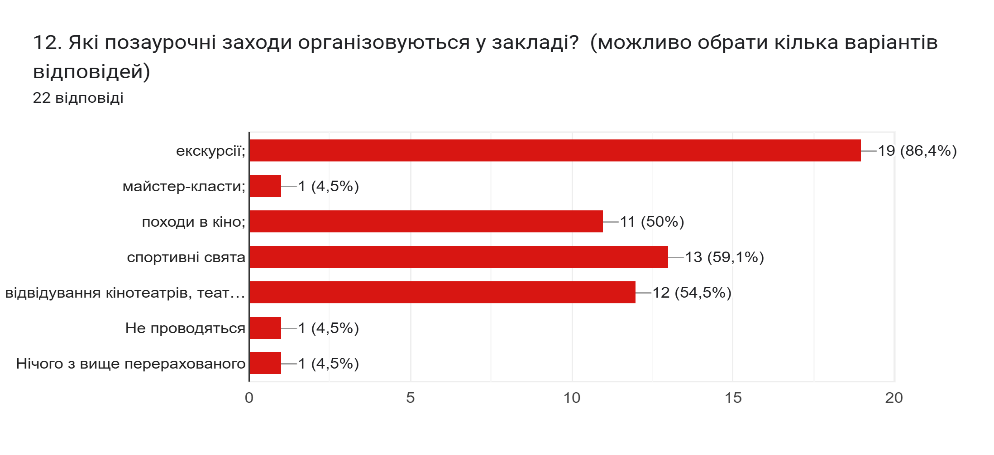 12. Які позаурочні заходи організовуються у закладі?  (можливо обрати кілька варіантів
відповідей)
22 відповіді
екскурсії; 19 (86,4%)
майстер-класти; 1 (4,5%)
походи в кіно; 11 (50%)
спортивні свята 13 (59,1%)
відвідування кінотеатрів, теат… 12 (54,5%)
Не проводяться 1 (4,5%)
Нічого з вище перерахованого 1 (4,5%)
0 5 10 15 20